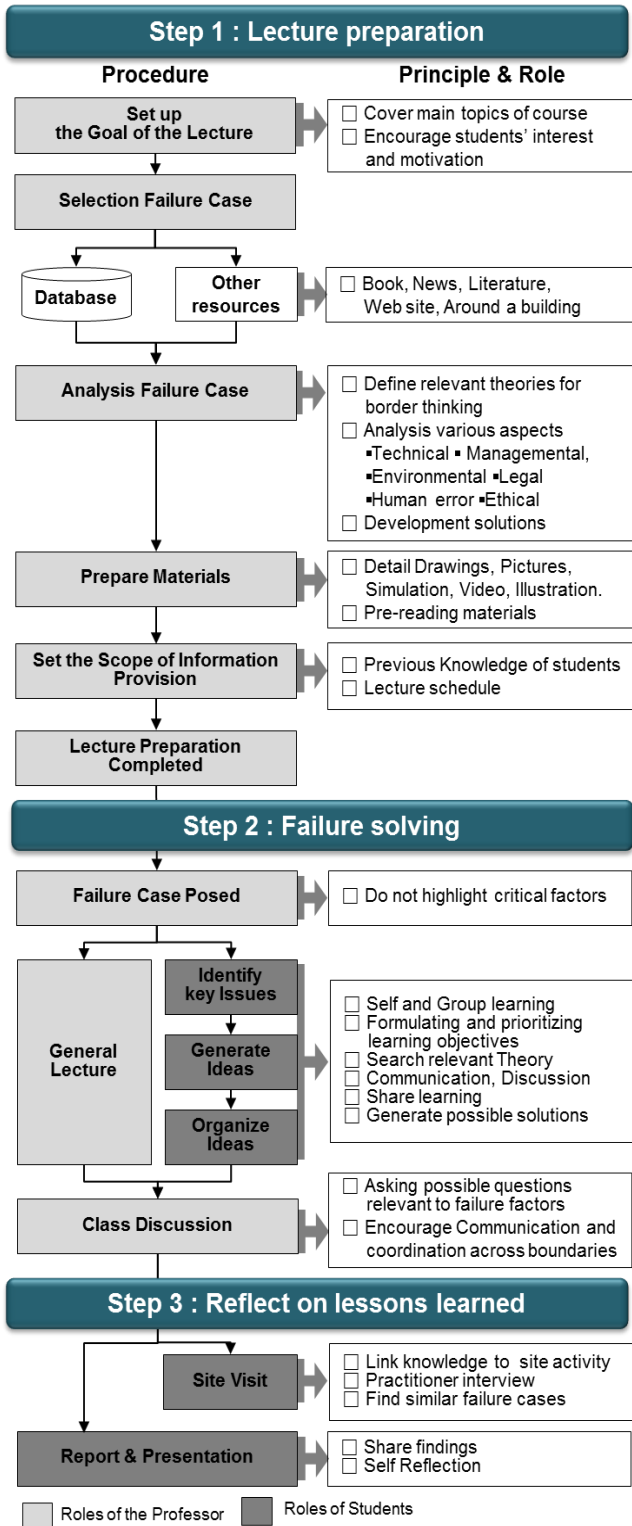 Step 1 : Lecture preparation
Procedure
Principle & Role
Set up
the Goal of the Lecture
☐ Cover main topics of course
☐ Encourage students' interest
and motivation
Selection Failure Case
Database
Other
resources
☐ Book, News, Literature,
Web site, Around a building
Analysis Failure Case
☐ Define relevant theories for
border thinking
☐ Analysis various aspects
▪Technical ▪ Managemental,
▪Environmental ▪Legal
▪Human error ▪Ethical
☐ Development solutions
Prepare Materials
☐ Detail Drawings, Pictures,
Simulation, Video, Illustration.
☐ Pre-reading materials
Set the Scope of Information
Provision
☐ Previous Knowledge of students
☐ Lecture schedule
Lecture Preparation
Completed
Step 2 : Failure solving
Failure Case Posed
☐ Do not highlight critical factors
General
Lecture
Identify
key Issues
Generate
Ideas
Organize
Ideas
☐ Self and Group learning
☐ Formulating and prioritizing
learning objectives
☐ Search relevant Theory
☐ Communication, Discussion
☐ Share learning
☐ Generate possible solutions
Class Discussion
☐ Asking possible questions
relevant to failure factors
☐ Encourage Communication and
coordination across boundaries
Step 3 : Reflect on lessons learned
Site Visit
☐ Link knowledge to site activity
☐ Practitioner interview
☐ Find similar failure cases
Report & Presentation
☐ Share findings
☐ Self Reflection
Roles of the Professor
Roles of Students